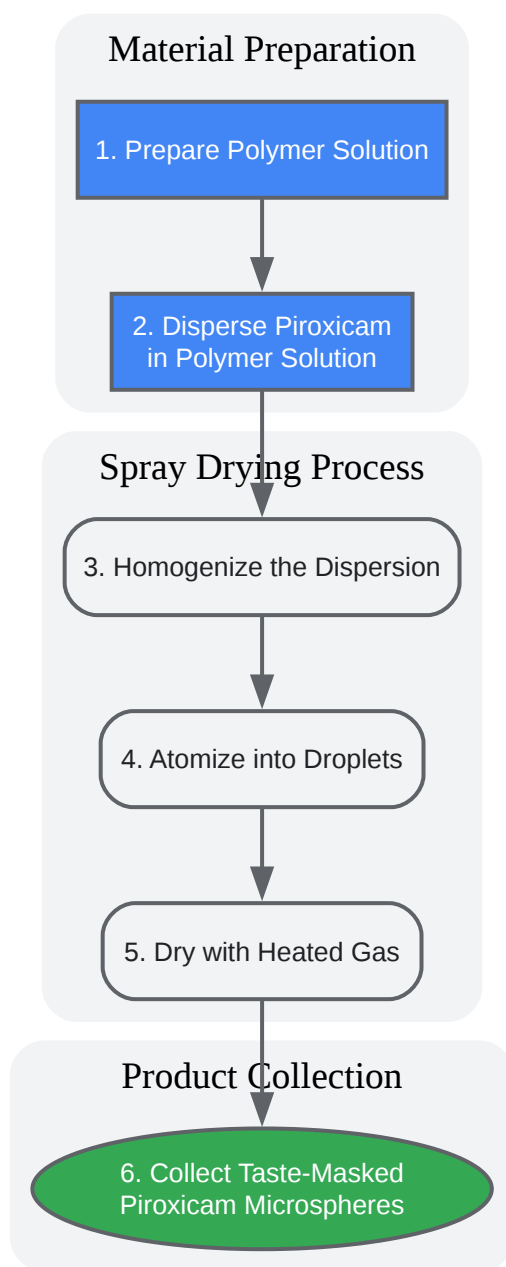 Material Preparation
1. Prepare Polymer Solution
2. Disperse Piroxicam
in Polymer Solution
Spray Drying Process
3. Homogenize the Dispersion
4. Atomize into Droplets
5. Dry with Heated Gas
Product Collection
6. Collect Taste-Masked
Piroxicam Microspheres